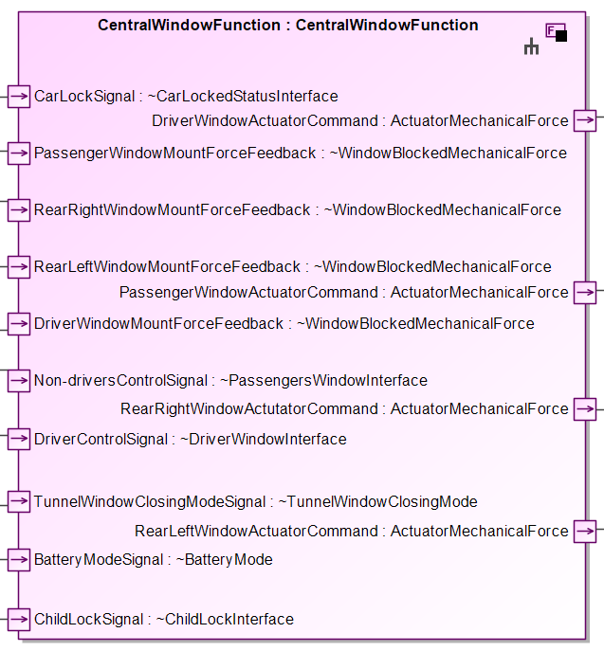 CentralWindowFunction : CentralWindowFunction
F
CarLockSignal : ~CarLockedStatusInterface
DriverWindowActuatorCommand : ActuatorMechanicalForce
PassengerWindowMountForceFeedback : ~WindowBlockedMechanicalForce
RearRightWindowMountForceFeedback : ~WindowBlockedMechanicalForce
RearLeftWindowMountForceFeedback : ~WindowBlockedMechanicalForce
PassengerWindowActuatorCommand : ActuatorMechanicalForce
DriverWindowMountForceFeedback : ~WindowBlockedMechanicalForce
Non-driversControlSignal : ~PassengersWindowInterface
RearRightWindowActutatorCommand : ActuatorMechanicalForce
DriverControlSignal : ~DriverWindowInterface
TunnelWindowClosingModeSignal : ~TunnelWindowClosingMode
RearLeftWindowActuatorCommand : ActuatorMechanicalForce
BatteryModeSignal : ~BatteryMode
ChildLockSignal : ~ChildLockInterface